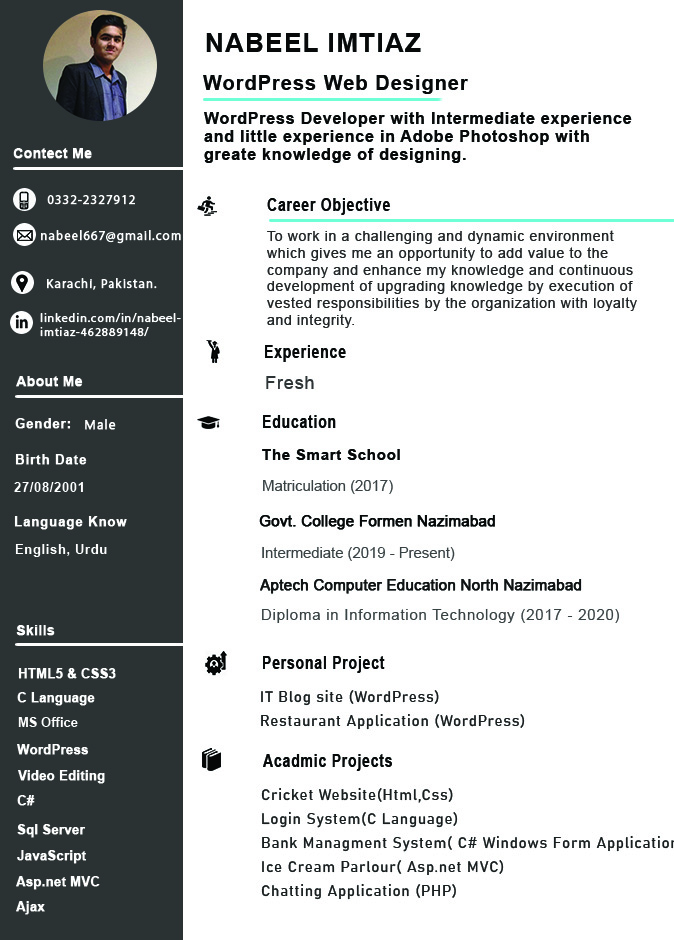 Contact Me
0332-2327912
nabeel667@gmail.com
Karachi, Pakistan.
linkedin.com/in/nabeel-
imtiaz-462889148/
About Me
Gender: Male
Birth Date
27/08/2001
Language Know
English, Urdu
Skills
HTML5 & CSS3
C Language
MS Office
WordPress
Video Editing
C#
Sql Server
JavaScript
Asp.net MVC
Ajax
NABEEL IMTIAZ
WordPress Web Designer
WordPress Developer with Intermediate experience
and little experience in Adobe Photoshop with
greate knowledge of designing.
Career Objective
To work in a challenging and dynamic environment
which gives me an opportunity to add value to the
company and enhance my knowledge and continuous
development of upgrading knowledge by execution of
vested responsibilities by the organization with loyalty
and integrity.
Experience
Fresh
Education
The Smart School
Matriculation (2017)
Govt. College Formen Nazimabad
Intermediate (2019 - Present)
Aptech Computer Education North Nazimabad
Diploma in Information Technology (2017 - 2020)
Personal Project
IT Blog site (WordPress)
Restaurant Application (WordPress)
Acadmic Projects
Cricket Website(Html,Css)
Login System(C Language)
Bank Managment System( C# Windows Form Application
Ice Cream Parlour( Asp.net MVC)
Chatting Application (PHP)